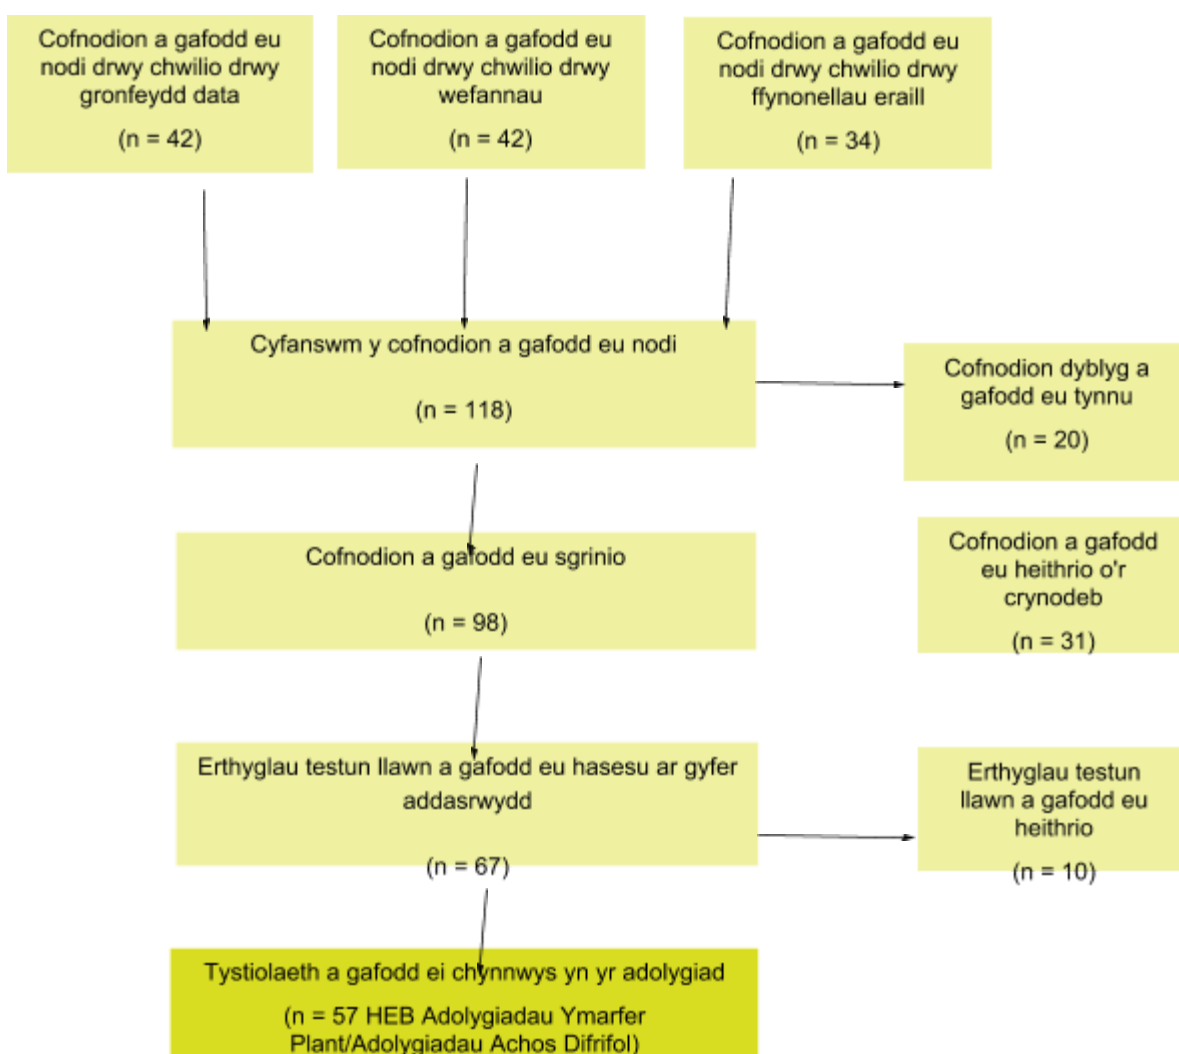 Cofnodion a gafodd eu
nodi drwy chwilio drwy
gronfeydd data
(n = 42)
Cofnodion a gafodd eu
nodi drwy chwilio drwy
wefannau
(n = 42)
Cofnodion a gafodd eu
nodi drwy chwilio drwy
ffynonellau eraill
(n = 34)
Cyfanswm y cofnodion a gafodd eu nodi
(n = 118)
Cofnodion dyblyg a
gafodd eu tynnu
(n = 20)
Cofnodion a gafodd eu sgrinio
(n = 98)
Cofnodion a gafodd
eu heithrio o'r
crynodeb
(n = 31)
Erthyglau testun llawn a gafodd eu hasesu ar gyfer
addasrwydd
(n = 67)
Erthyglau testun
llawn a gafodd eu
heithrio
(n = 10)
Tystiolaeth a gafodd ei chynnwys yn yr adolygiad
(n = 57 HEB Adolygiadau Ymarfer
Plant/Adolygiadau Achos Difrifol)